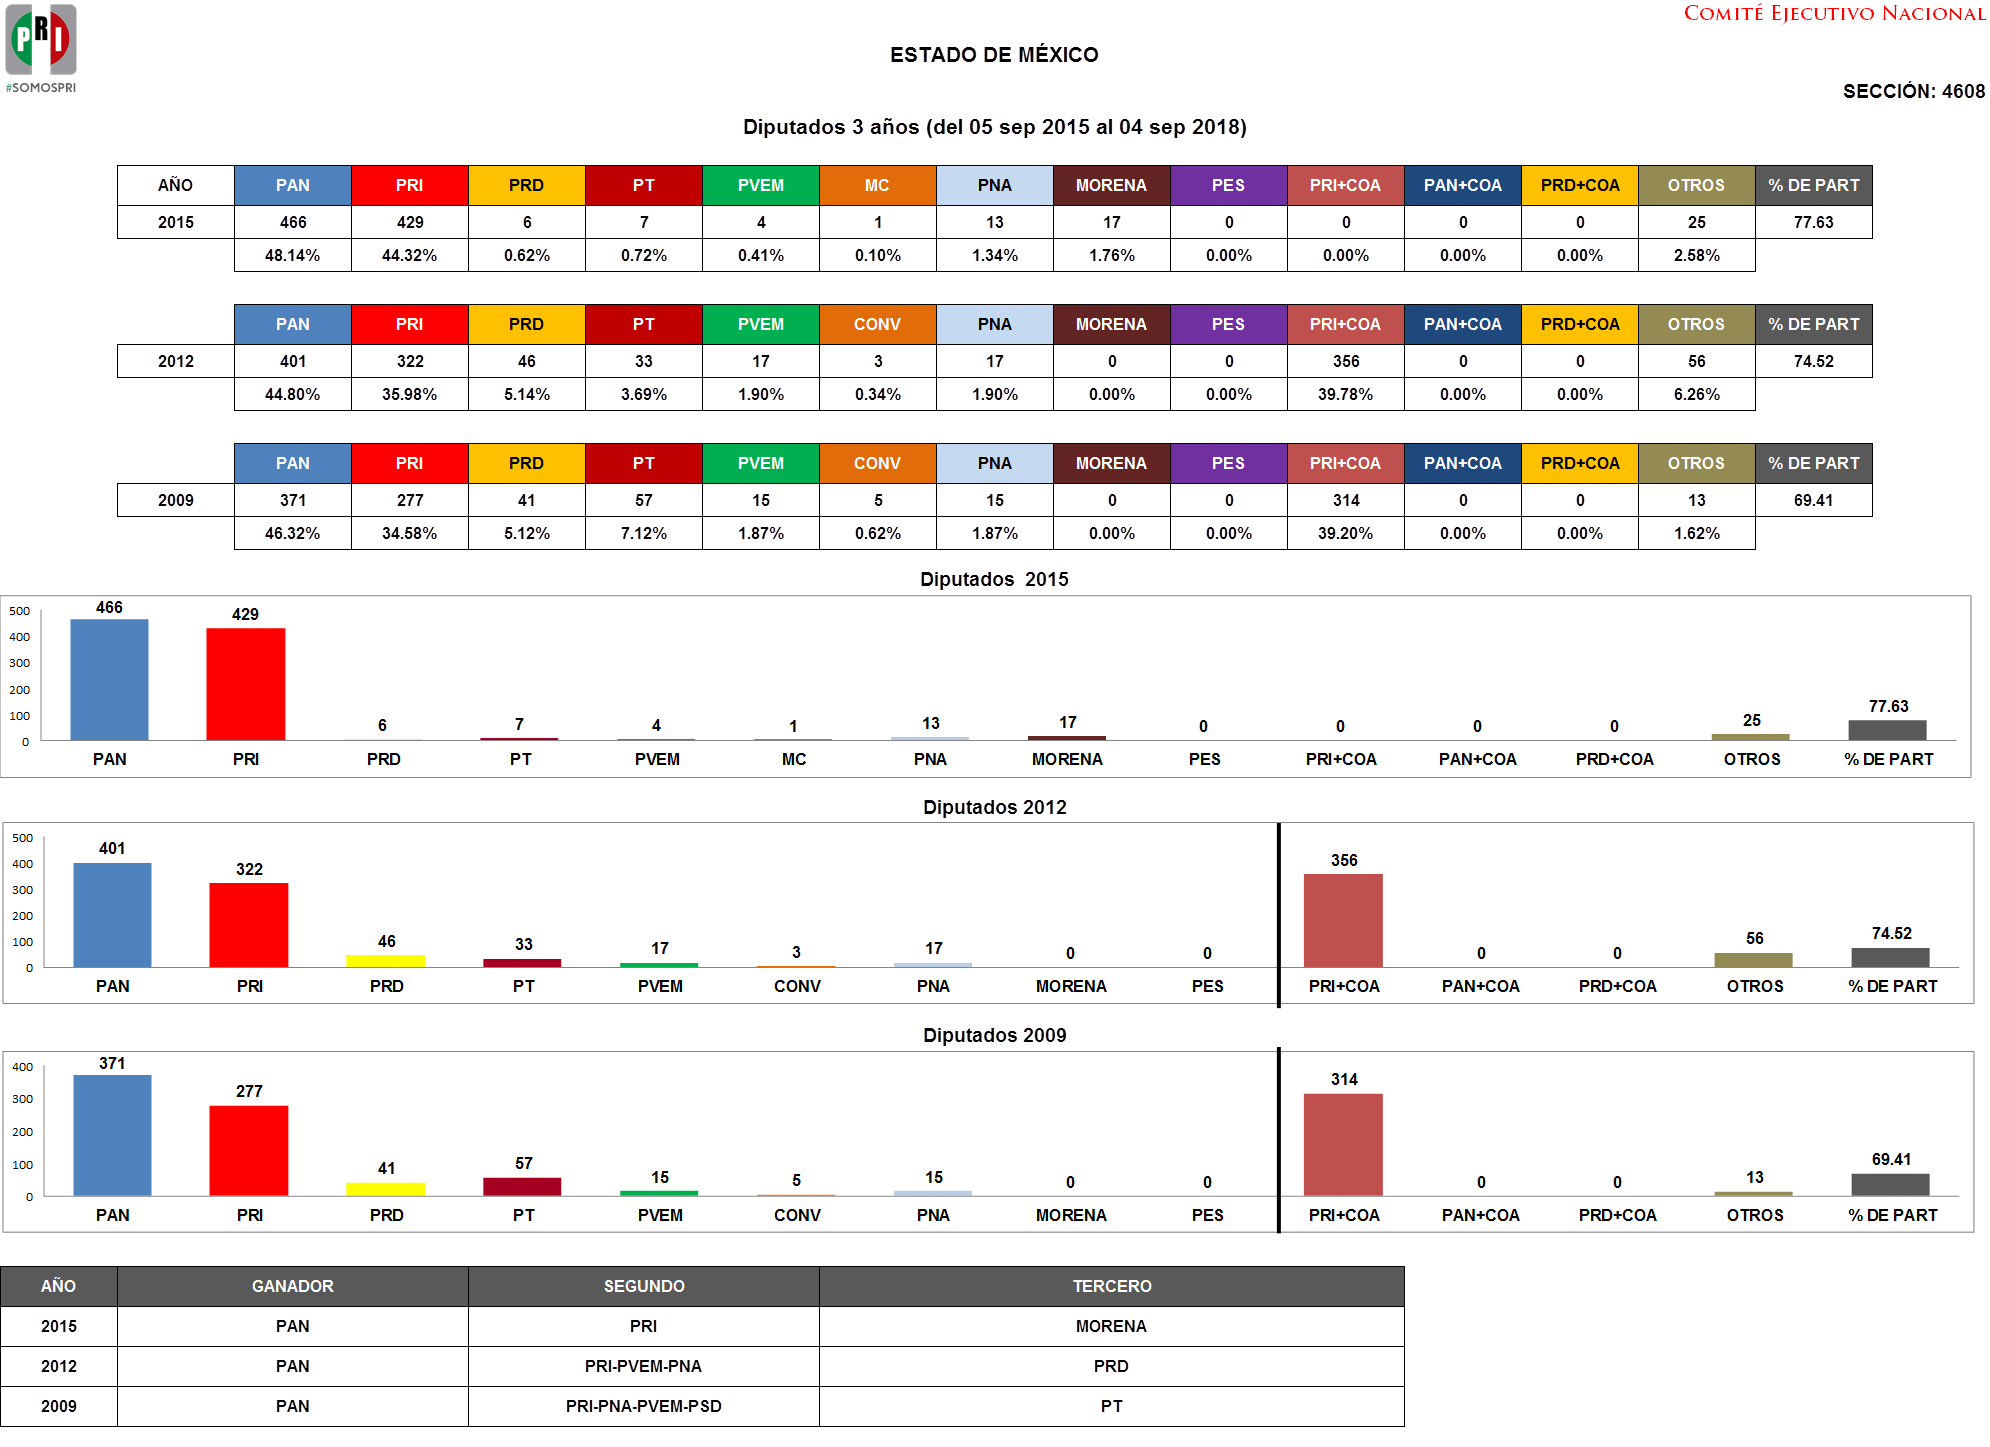 PRI
#SOMOSPRI
COMITÉ EJECUTIVO NACIONAL
ESTADO DE MÉXICO
SECCIÓN: 4608
Diputados 3 años (del 05 sep 2015 al 04 sep 2018)
AÑO PAN PRI PRD PT PVEM MC PNA MORENA PES PRI+COA PAN+COA PRD+COA OTROS % DE PART
2015 466 429 6 7 4 1 13 17 0 0 0 0 25 77.63
48.14% 44.32% 0.62% 0.72% 0.41% 0.10% 1.34% 1.76% 0.00% 0.00% 0.00% 0.00% 2.58%
PAN PRI PRD PT PVEM CONV PNA MORENA PES PRI+COA PAN+COA PRD+COA OTROS % DE PART
2012 401 322 46 33 17 3 17 0 0 356 0 0 56 74.52
44.80% 35.98% 5.14% 3.69% 1.90% 0.34% 1.90% 0.00% 0.00% 39.78% 0.00% 0.00% 6.26%
PAN PRI PRD PT PVEM CONV PNA MORENA PES PRI+COA PAN+COA PRD+COA OTROS % DE PART
2009 371 277 41 57 15 5 15 0 0 314 0 0 13 69.41
46.32% 34.58% 5.12% 7.12% 1.87% 0.62% 1.87% 0.00% 0.00% 39.20% 0.00% 0.00% 1.62%
Diputados 2015
500
400
300
200
100
0
466 429 6 7 4 1 13 17 0 0 0 0 25 77.63
PAN PRI PRD PT PVEM MC PNA MORENA PES PRI+COA PAN+COA PRD+COA OTROS % DE PART
Diputados 2012
500
400
300
200
100
0
401 322 46 33 17 3 17 0 0 356 0 0 56 74.52
PAN PRI PRD PT PVEM CONV PNA MORENA PES PRI+COA PAN+COA PRD+COA OTROS % DE PART
Diputados 2009
400
300
200
100
0
371 277 41 57 15 5 15 0 0 314 0 0 13 69.41
PAN PRI PRD PT PVEM CONV PNA MORENA PES PRI+COA PAN+COA PRD+COA OTROS % DE PART
AÑO GANADOR SEGUNDO TERCERO
2015 PAN PRI MORENA
2012 PAN PRI-PVEM-PNA PRD
2009 PAN PRI-PNA-PVEM-PSD PT